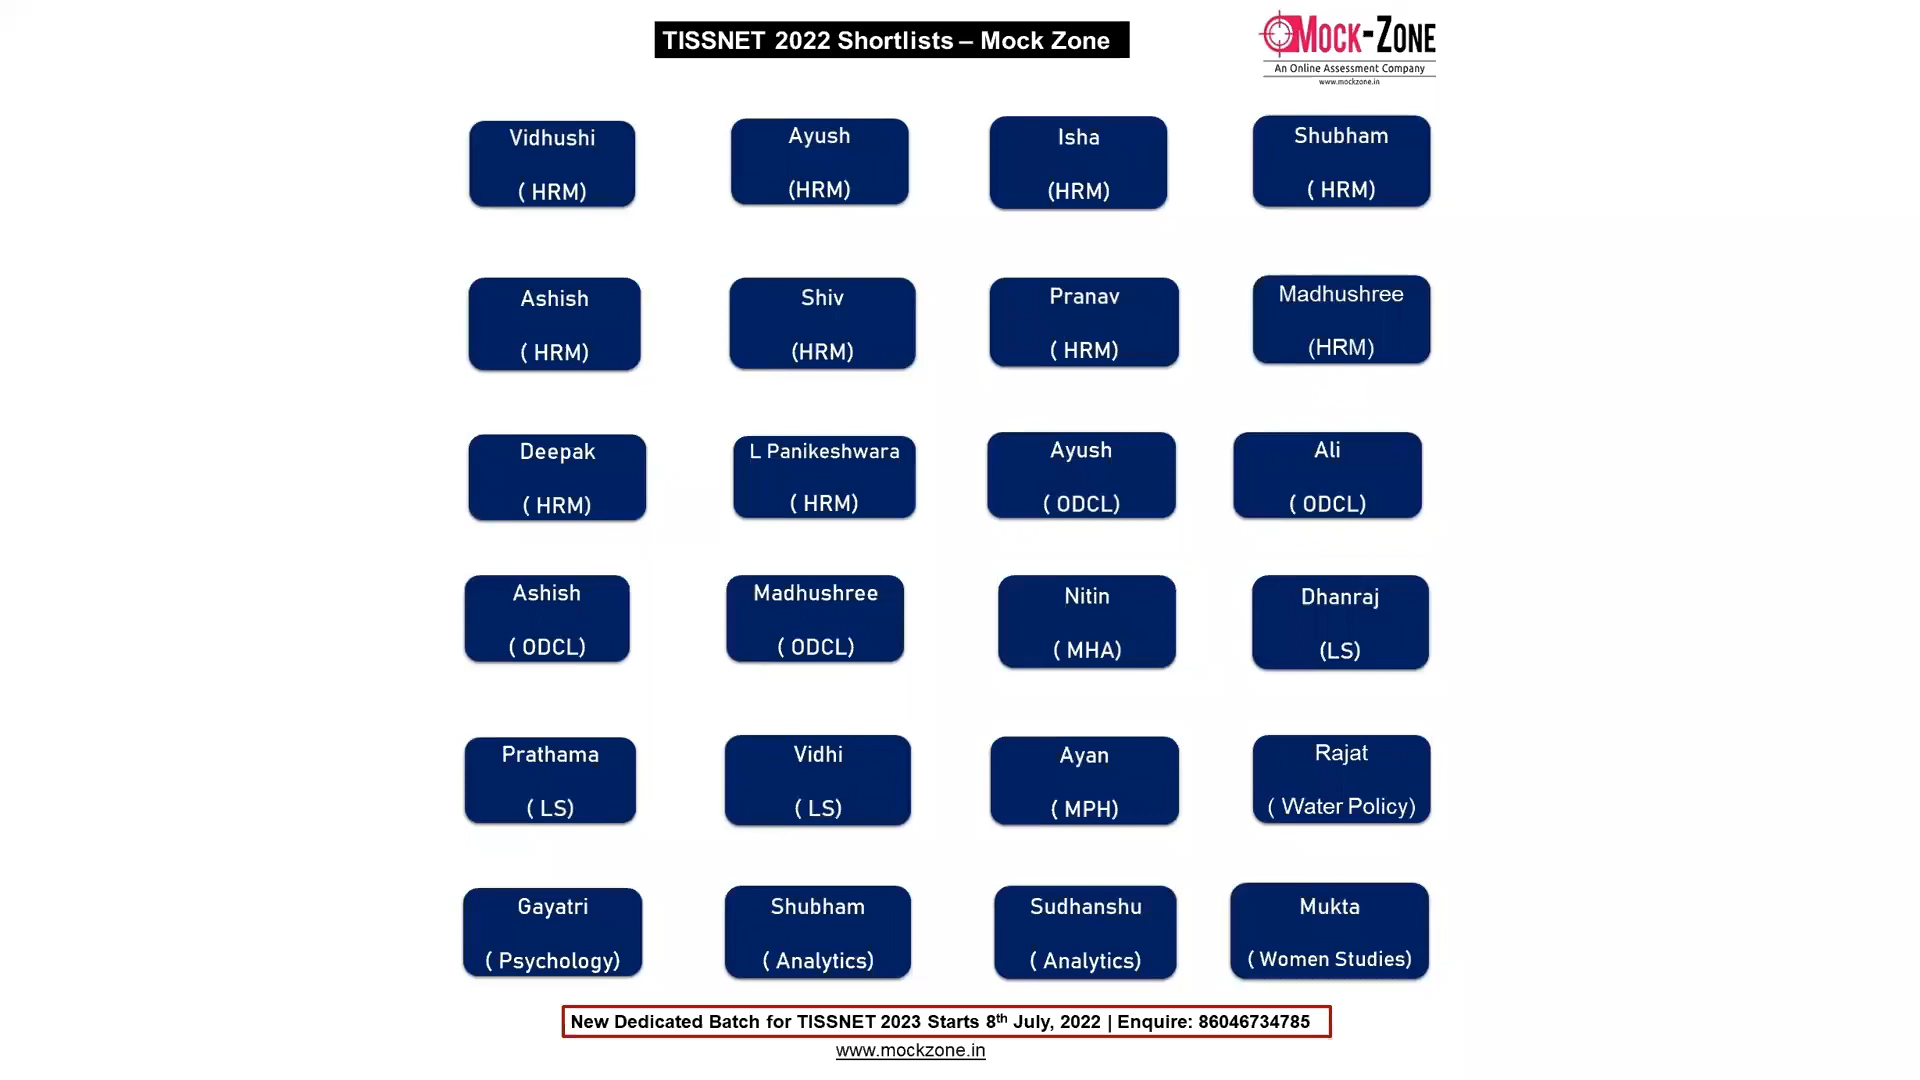 TISSNET 2022 Shortlists – Mock Zone
MOCK-ZONE
An Online Assessment Company
www.mockzone.in
Vidhushi
( HRM)
Ayush
(HRM)
Isha
(HRM)
Shubham
( HRM)
Ashish
( HRM)
Shiv
(HRM)
Pranav
( HRM)
Madhushree
(HRM)
Deepak
( HRM)
L Panikeshwara
( HRM)
Ayush
( ODCL)
Ali
( ODCL)
Ashish
( ODCL)
Madhushree
( ODCL)
Nitin
( MHA)
Dhanraj
(LS)
Prathama
( LS)
Vidhi
( LS)
Ayan
( MPH)
Rajat
( Water Policy)
Gayatri
( Psychology)
Shubham
( Analytics)
Sudhanshu
( Analytics)
Mukta
( Women Studies)
New Dedicated Batch for TISSNET 2023 Starts 8th July, 2022 | Enquire: 86046734785
www.mockzone.in